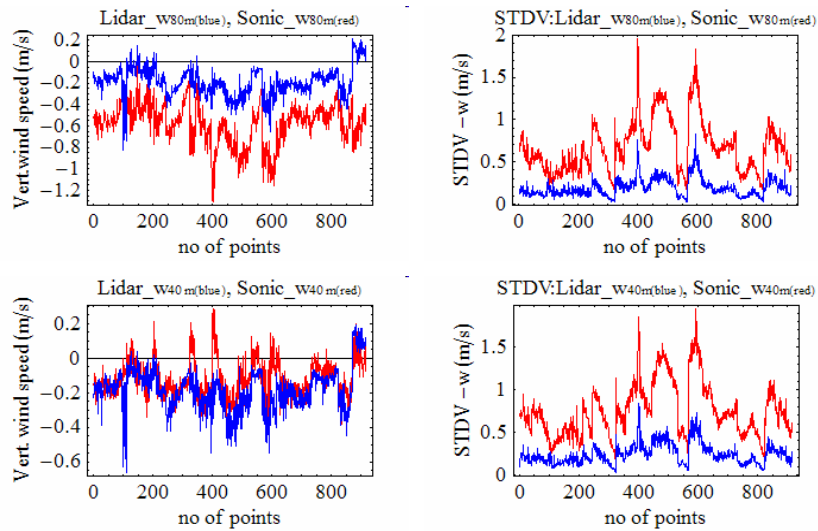 Lidar_w80m(blue), Sonic_w80m(red)
Vert.wind speed (m/s)
0.2
0
−0.2
−0.4
−0.6
−0.8
−1
−1.2
0 200 400 600 800
no of points
STDV:Lidar_w80m(blue), Sonic_w80m(red)
STDV −w (m/s)
2
1.5
1
0.5
0
0 200 400 600 800
no of points
Lidar_w40 m(blue), Sonic_w40 m(red)
Vert. wind speed (m/s)
0.2
0
−0.2
−0.4
−0.6
0 200 400 600 800
no of points
STDV:Lidar_w40m(blue), Sonic_w40m(red)
STDV −w (m/s)
1.5
1
0.5
0
0 200 400 600 800
no of points